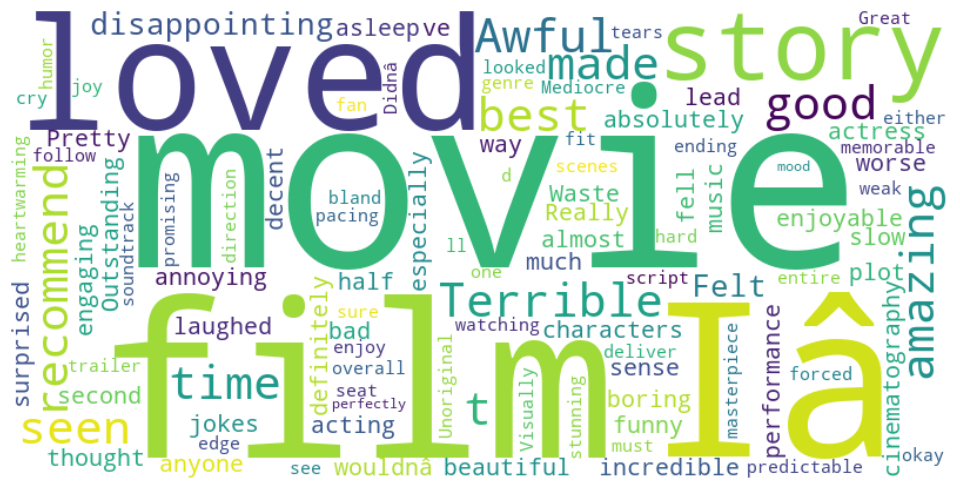 loved
movie
film
Iâ
story
disappointing
asleep
ve
Awful
tears
Great
humor
cry
joy
fan
Didnâ
looked
genre
Mediocre
made
best
good
lead
absolutely
either
actress
memorable
worse
weak
Pretty
follow
way
fit
ending
scenes
mood
heartwarming
recommend
engaging
Outstanding
soundtrack
promising
direction
decent
bland
pacing
especially
d
ll
one
Waste
Really
almost
much
hard
fell
music
enjoyable
slow
plot
entire
amazing
annoying
half
script
Felt
Terrible
surprised
laughed
definitely
sure
bad
enjoy
overall
watching
characters
deliver
sense
performance
forced
cinematography
trailer
second
time
t
seat
perfectly
Unoriginal
Visually
stunning
boring
funny
must
masterpiece
seen
thought
anyone
jokes
edge
acting
see
wouldnâ
beautiful
incredible
predictable
okay